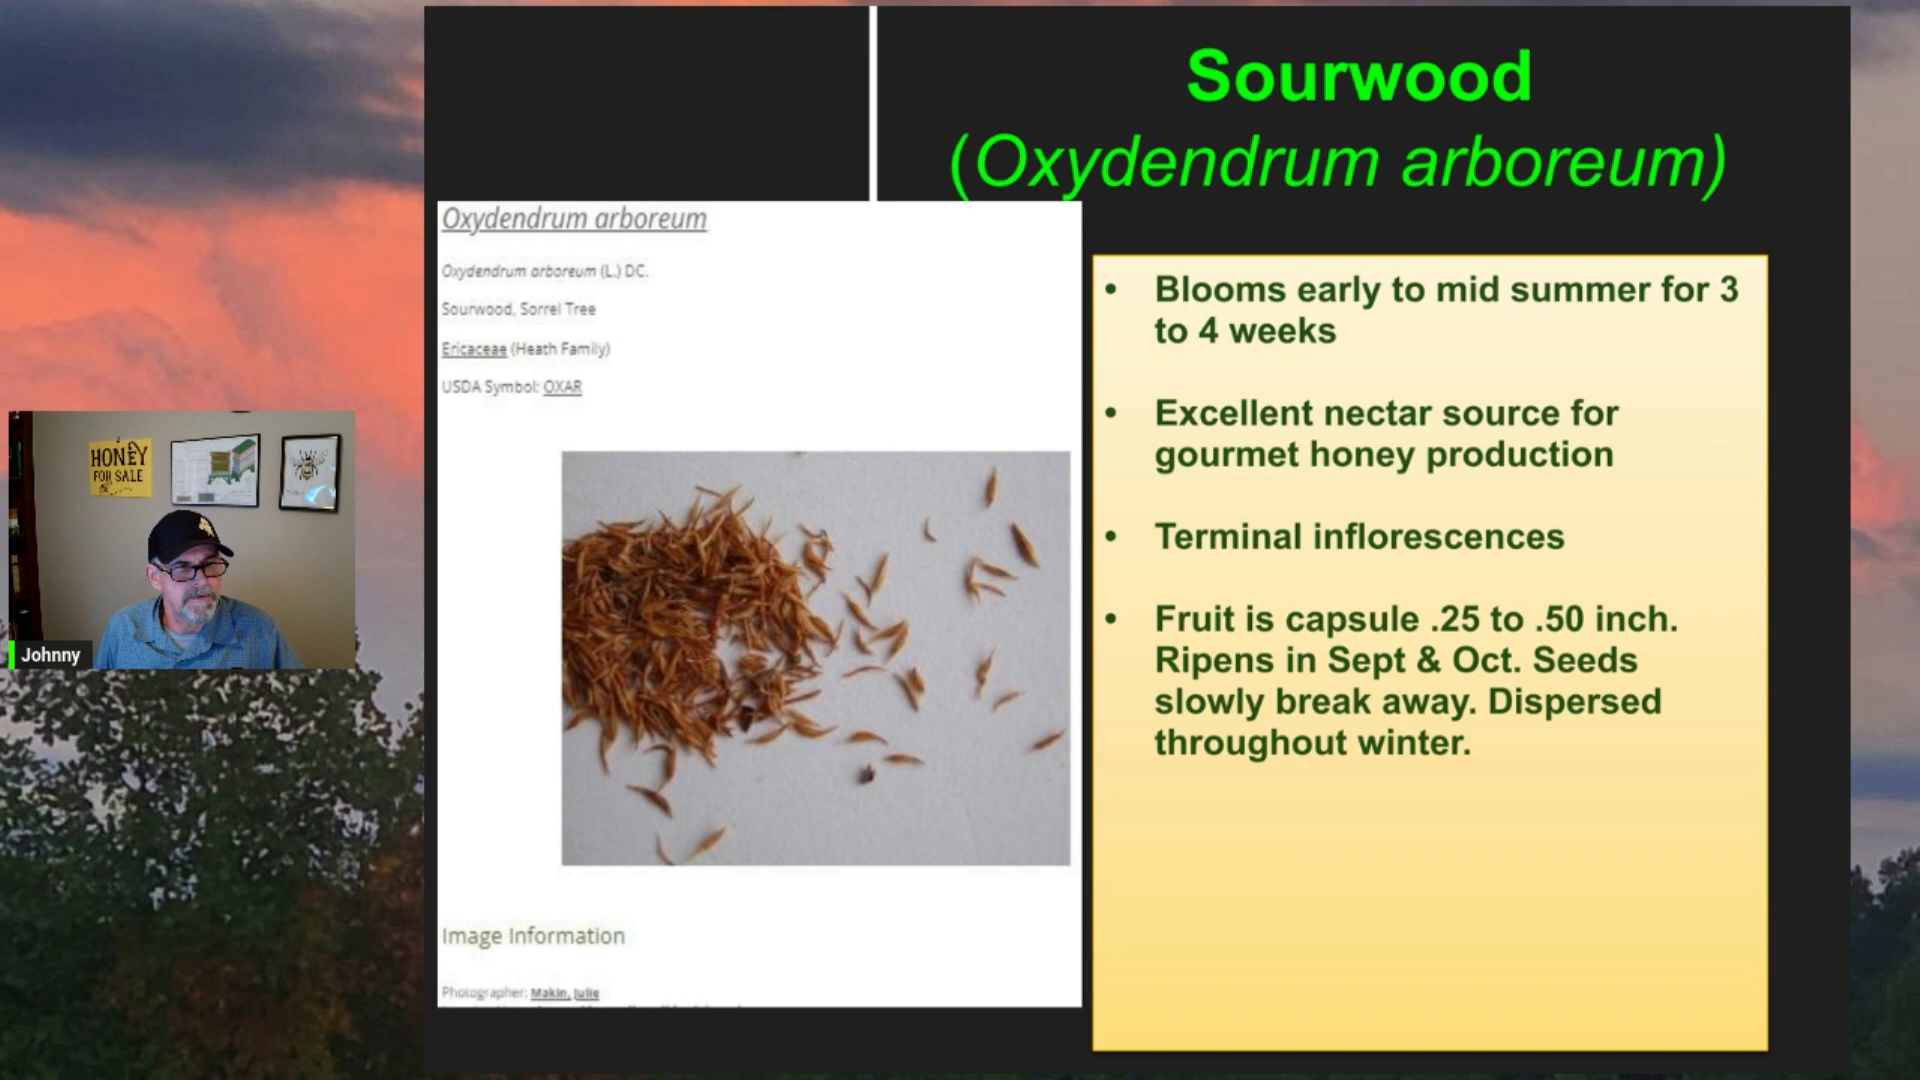 Sourwood
(Oxydendrum arboreum)
Oxydendrum arboreum
Oxydendrum arboreum (L.) DC.
Sourwood, Sorrel Tree
Ericaceae (Heath Family)
USDA Symbol: OXAR
Image Information
Photographer: Makin, Julie
• Blooms early to mid summer for 3
to 4 weeks
• Excellent nectar source for
gourmet honey production
• Terminal inflorescences
• Fruit is capsule .25 to .50 inch.
Ripens in Sept & Oct. Seeds
slowly break away. Dispersed
throughout winter.
HONEY
FOR SALE
Johnny